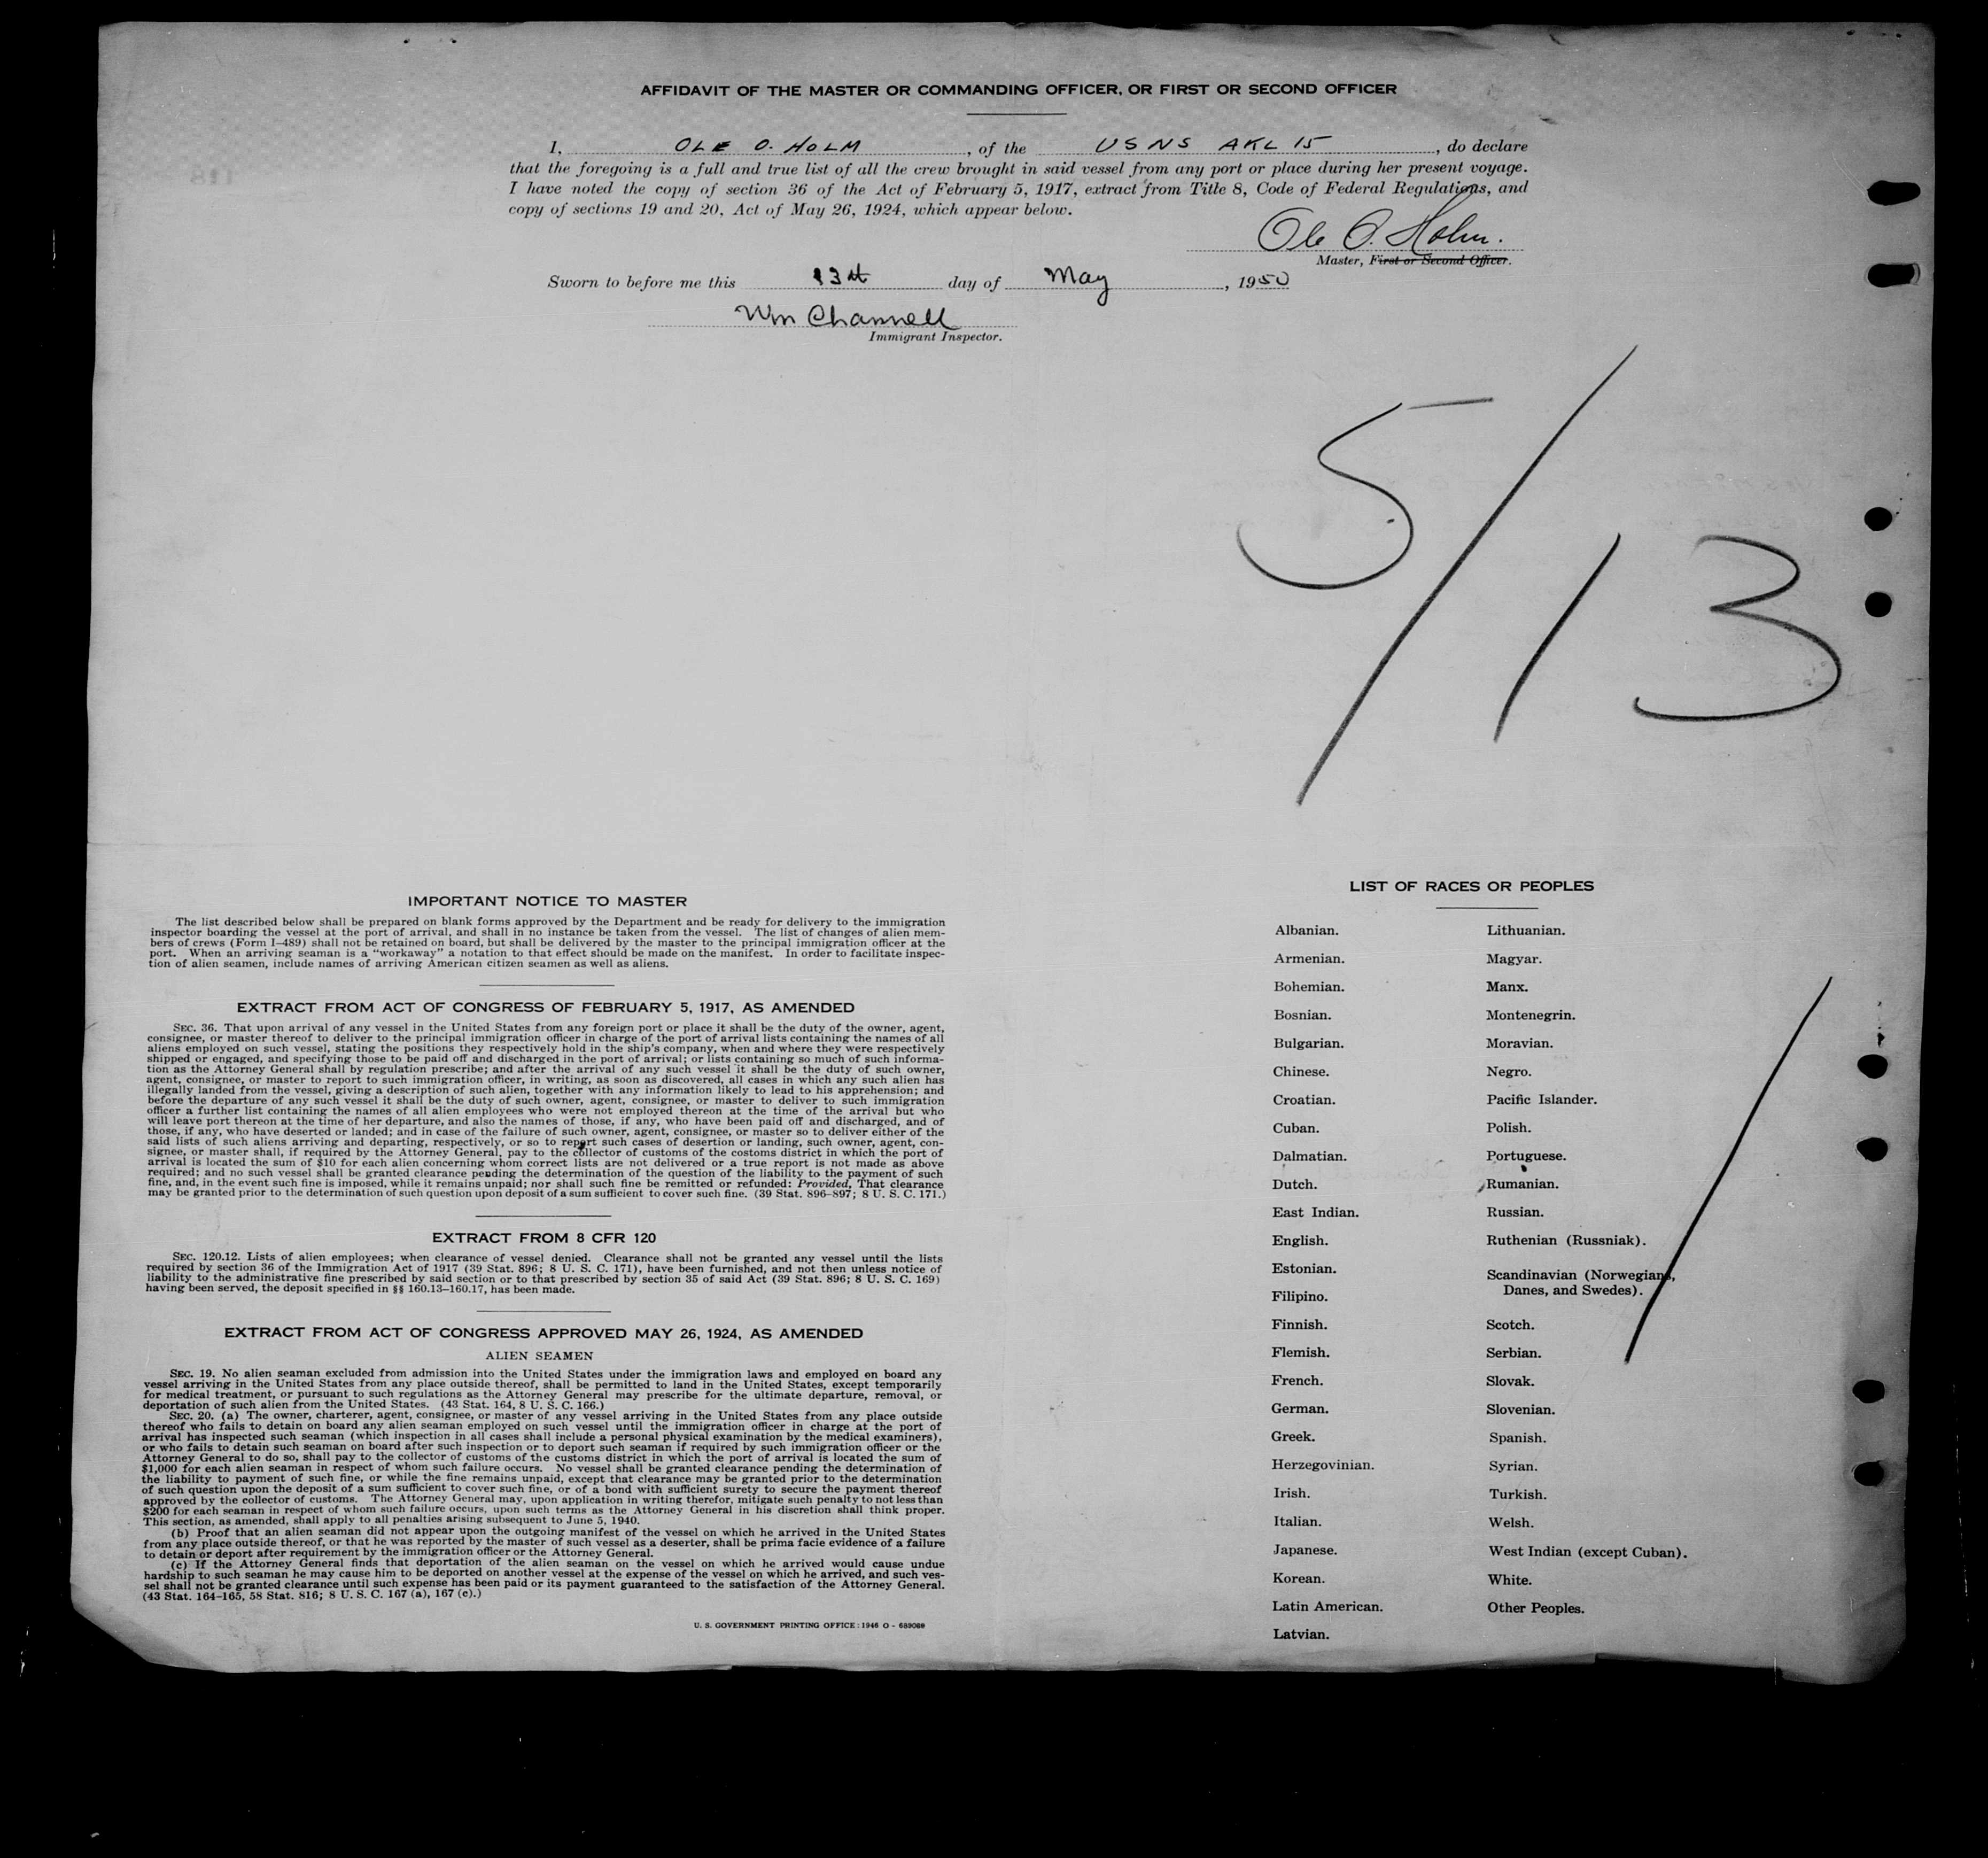 AFFIDAVIT OF THE MASTER OR COMMANDING OFFICER, OR FIRST OR SECOND OFFICER
I, OLE O. HOLM, of the USNS AKL 15, do declare
that the foregoing is a full and true list of all the crew brought in said vessel from any port or place during her present voyage.
I have noted the copy of section 36 of the Act of February 5, 1917, extract from Title 8, Code of Federal Regulations, and
copy of sections 19 and 20, Act of May 26, 1924, which appear below.
Ole O. Holm.
Master, First or Second Officer.
Sworn to before me this 13th day of May, 1950
Wm Channell
Immigrant Inspector.
118
5/13
IMPORTANT NOTICE TO MASTER
The list described below shall be prepared on blank forms approved by the Department and be ready for delivery to the immigration
inspector boarding the vessel at the port of arrival, and shall in no instance be taken from the vessel. The list of changes of alien mem-
bers of crews (Form I–489) shall not be retained on board, but shall be delivered by the master to the principal immigration officer at the
port. When an arriving seaman is a "workaway" a notation to that effect should be made on the manifest. In order to facilitate inspec-
tion of alien seamen, include names of arriving American citizen seamen as well as aliens.
EXTRACT FROM ACT OF CONGRESS OF FEBRUARY 5, 1917, AS AMENDED
SEC. 36. That upon arrival of any vessel in the United States from any foreign port or place it shall be the duty of the owner, agent,
consignee, or master thereof to deliver to the principal immigration officer in charge of the port of arrival lists containing the names of all
aliens employed on such vessel, stating the positions they respectively hold in the ship's company, when and where they were respectively
shipped or engaged, and specifying those to be paid off and discharged in the port of arrival; or lists containing so much of such informa-
tion as the Attorney General shall by regulation prescribe; and after the arrival of any such vessel it shall be the duty of such owner,
agent, consignee, or master to report to such immigration officer, in writing, as soon as discovered, all cases in which any such alien has
illegally landed from the vessel, giving a description of such alien, together with any information likely to lead to his apprehension; and
before the departure of any such vessel it shall be the duty of such owner, agent, consignee, or master to deliver to such immigration
officer a further list containing the names of all alien employees who were not employed thereon at the time of the arrival but who
will leave port thereon at the time of her departure, and also the names of those, if any, who have been paid off and discharged, and of
those, if any, who have deserted or landed; and in case of the failure of such owner, agent, consignee, or master so to deliver either of the
said lists of such aliens arriving and departing, respectively, or so to report such cases of desertion or landing, such owner, agent, con-
signee, or master shall, if required by the Attorney General, pay to the collector of customs of the costoms district in which the port of
arrival is located the sum of $10 for each alien concerning whom correct lists are not delivered or a true report is not made as above
required; and no such vessel shall be granted clearance pending the determination of the question of the liability to the payment of such
fine, and, in the event such fine is imposed, while it remains unpaid; nor shall such fine be remitted or refunded: Provided, That clearance
may be granted prior to the determination of such question upon deposit of a sum sufficient to cover such fine. (39 Stat. 896–897; 8 U. S. C. 171.)
EXTRACT FROM 8 CFR 120
SEC. 120.12. Lists of alien employees; when clearance of vessel denied. Clearance shall not be granted any vessel until the lists
required by section 36 of the Immigration Act of 1917 (39 Stat. 896; 8 U. S. C. 171), have been furnished, and not then unless notice of
liability to the administrative fine prescribed by said section or to that prescribed by section 35 of said Act (39 Stat. 896; 8 U. S. C. 169)
having been served, the deposit specified in §§ 160.13–160.17, has been made.
EXTRACT FROM ACT OF CONGRESS APPROVED MAY 26, 1924, AS AMENDED
ALIEN SEAMEN
SEC. 19. No alien seaman excluded from admission into the United States under the immigration laws and employed on board any
vessel arriving in the United States from any place outside thereof, shall be permitted to land in the United States, except temporarily
for medical treatment, or pursuant to such regulations as the Attorney General may prescribe for the ultimate departure, removal, or
deportation of such alien from the United States. (43 Stat. 164, 8 U. S. C. 166.)
SEC. 20. (a) The owner, charterer, agent, consignee, or master of any vessel arriving in the United States from any place outside
thereof who fails to detain on board any alien seaman employed on such vessel until the immigration officer in charge at the port of
arrival has inspected such seaman (which inspection in all cases shall include a personal physical examination by the medical examiners),
or who fails to detain such seaman on board after such inspection or to deport such seaman if required by such immigration officer or the
Attorney General to do so, shall pay to the collector of customs of the customs district in which the port of arrival is located the sum of
$1,000 for each alien seaman in respect of whom such failure occurs. No vessel shall be granted clearance pending the determination of
the liability to payment of such fine, or while the fine remains unpaid, except that clearance may be granted prior to the determination
of such question upon the deposit of a sum sufficient to cover such fine, or of a bond with sufficient surety to secure the payment thereof
approved by the collector of customs. The Attorney General may, upon application in writing therefor, mitigate such penalty to not less than
$200 for each seaman in respect of whom such failure occurs, upon such terms as the Attorney General in his discretion shall think proper.
This section, as amended, shall apply to all penalties arising subsequent to June 5, 1940.
(b) Proof that an alien seaman did not appear upon the outgoing manifest of the vessel on which he arrived in the United States
from any place outside thereof, or that he was reported by the master of such vessel as a deserter, shall be prima facie evidence of a failure
to detain or deport after requirement by the immigration officer or the Attorney General.
(c) If the Attorney General finds that deportation of the alien seaman on the vessel on which he arrived would cause undue
hardship to such seaman he may cause him to be deported on another vessel at the expense of the vessel on which he arrived, and such ves-
sel shall not be granted clearance until such expense has been paid or its payment guaranteed to the satisfaction of the Attorney General.
(43 Stat. 164–165, 58 Stat. 816; 8 U. S. C. 167 (a), 167 (c).)
U. S. GOVERNMENT PRINTING OFFICE : 1946 O - 689068
LIST OF RACES OR PEOPLES
Albanian.
Armenian.
Bohemian.
Bosnian.
Bulgarian.
Chinese.
Croatian.
Cuban.
Dalmatian.
Dutch.
East Indian.
English.
Estonian.
Filipino.
Finnish.
Flemish.
French.
German.
Greek.
Herzegovinian.
Irish.
Italian.
Japanese.
Korean.
Latin American.
Latvian.
Lithuanian.
Magyar.
Manx.
Montenegrin.
Moravian.
Negro.
Pacific Islander.
Polish.
Portuguese.
Rumanian.
Russian.
Ruthenian (Russniak).
Scandinavian (Norwegians,
Danes, and Swedes).
Scotch.
Serbian.
Slovak.
Slovenian.
Spanish.
Syrian.
Turkish.
Welsh.
West Indian (except Cuban).
White.
Other Peoples.